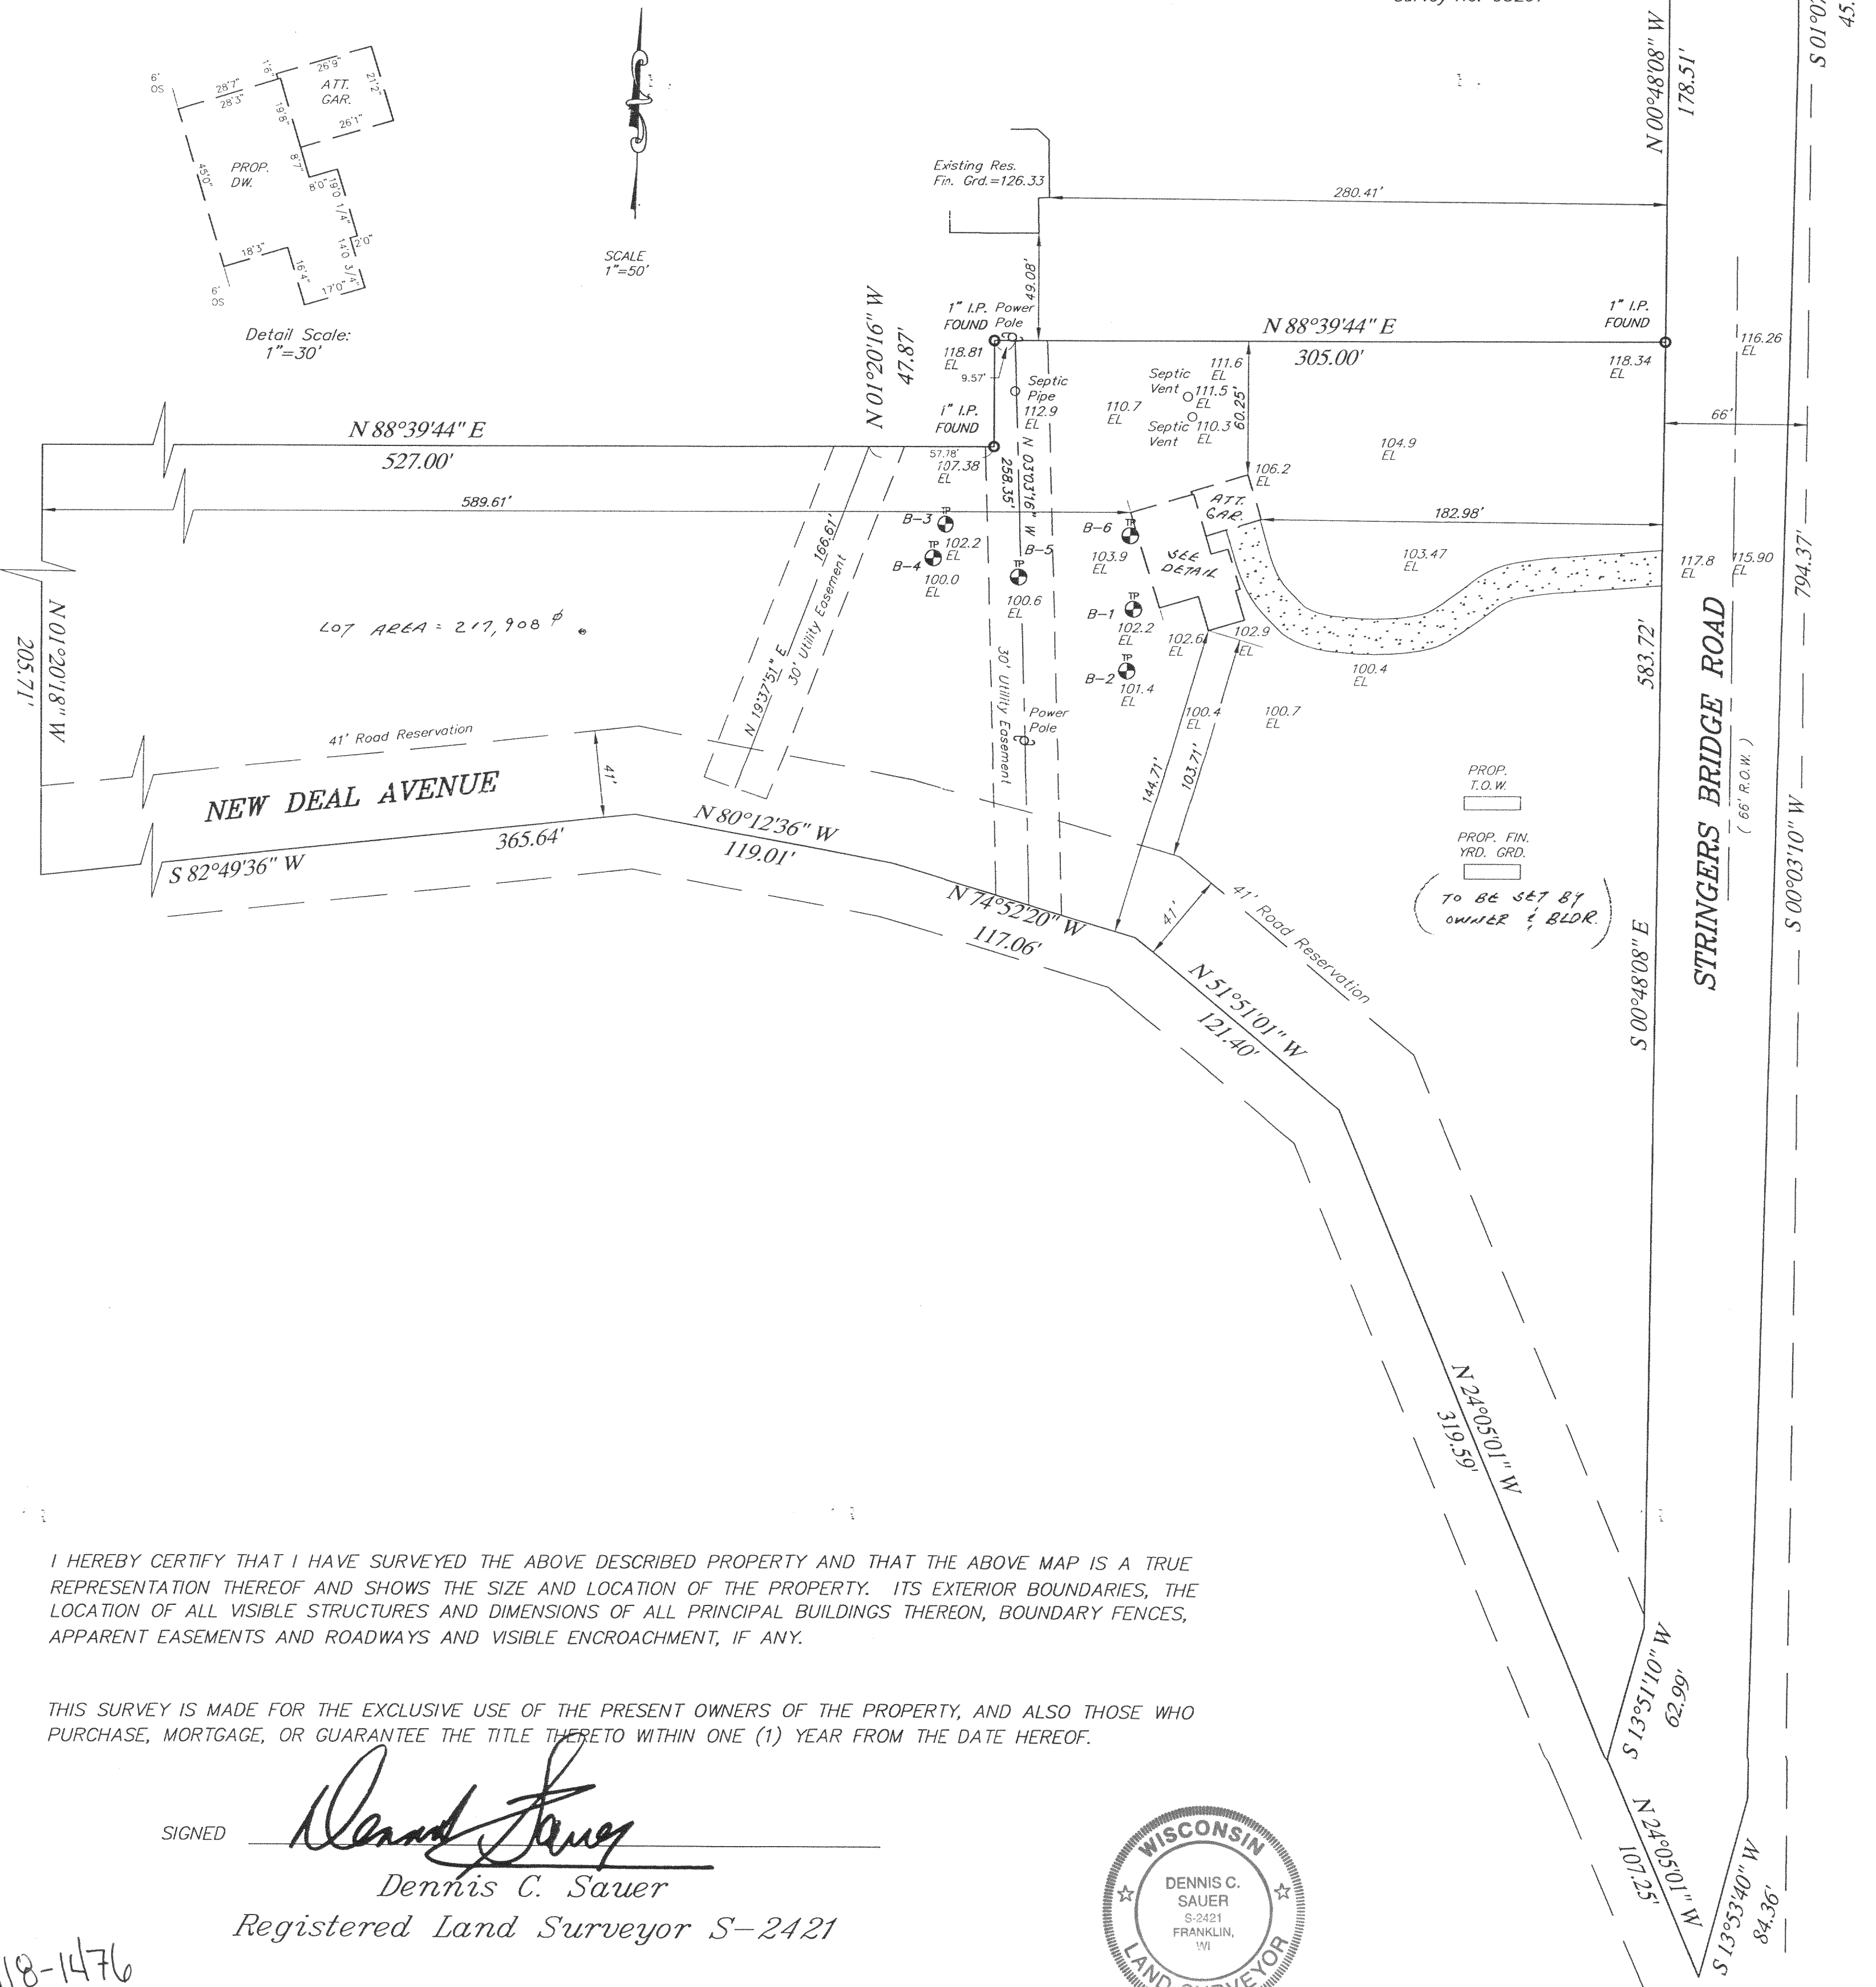 6'
OS
28'7"
28'3"
1'6"
26'9"
ATT.
GAR.
21'2"
19'8"
26'1"
8'7"
PROP.
DW.
45'0"
8'0"
19'0 1/4"
2'0"
14'0 3/4"
18'3"
16'4"
17'0"
6'
OS
Detail Scale:
1"=30'
SCALE
1"=50'
Existing Res.
Fin. Grd.=126.33
280.41'
49.08'
N 00°48'08" W
178.51'
N 01°20'16" W
47.87'
1" I.P.
FOUND
Power
Pole
118.81
EL
9.57'
N 88°39'44" E
305.00'
1" I.P.
FOUND
118.34
EL
116.26
EL
Septic
Pipe
112.9
EL
110.7
EL
Septic
Vent
111.6
EL
111.5
EL
Septic
Vent
110.3
EL
60.25'
104.9
EL
66'
1" I.P.
FOUND
57.78'
107.38
EL
N 88°39'44" E
527.00'
589.61'
258.35'
N 03°03'16" W
106.2
EL
ATT.
GAR.
182.98'
B-3
TP
102.2
EL
B-4
TP
100.0
EL
B-5
TP
100.6
EL
B-6
TP
103.9
EL
SEE
DETAIL
103.47
EL
117.8
EL
115.90
EL
794.37'
B-1
TP
102.2
EL
102.6
EL
102.9
EL
100.4
EL
B-2
TP
101.4
EL
100.4
EL
100.7
EL
166.61'
N 19°37'51" E
30' Utility Easement
30' Utility Easement
Power
Pole
144.71'
103.71'
LOT AREA = 217,908 ϕ.
N 01°20'18" W
205.71'
41' Road Reservation
41'
NEW DEAL AVENUE
S 82°49'36" W
365.64'
N 80°12'36" W
119.01'
N 74°52'20" W
117.06'
41'
41' Road Reservation
N 51°51'01" W
121.40'
PROP.
T.O.W.
PROP. FIN.
YRD. GRD.
(TO BE SET BY
OWNER & BLDR.)
583.72'
S 00°48'08" E
STRINGERS BRIDGE ROAD
( 66' R.O.W. )
S 00°03'10" W
N 24°05'01" W
319.59'
S 13°51'10" W
62.99'
N 24°05'01" W
107.25'
S 13°53'40" W
84.36'
I HEREBY CERTIFY THAT I HAVE SURVEYED THE ABOVE DESCRIBED PROPERTY AND THAT THE ABOVE MAP IS A TRUE
REPRESENTATION THEREOF AND SHOWS THE SIZE AND LOCATION OF THE PROPERTY. ITS EXTERIOR BOUNDARIES, THE
LOCATION OF ALL VISIBLE STRUCTURES AND DIMENSIONS OF ALL PRINCIPAL BUILDINGS THEREON, BOUNDARY FENCES,
APPARENT EASEMENTS AND ROADWAYS AND VISIBLE ENCROACHMENT, IF ANY.
THIS SURVEY IS MADE FOR THE EXCLUSIVE USE OF THE PRESENT OWNERS OF THE PROPERTY, AND ALSO THOSE WHO
PURCHASE, MORTGAGE, OR GUARANTEE THE TITLE THERETO WITHIN ONE (1) YEAR FROM THE DATE HEREOF.
SIGNED
Dennis C. Sauer
Registered Land Surveyor S-2421
WISCONSIN
DENNIS C.
SAUER
S-2421
FRANKLIN,
WI
LAND SURVEYOR
18-1476